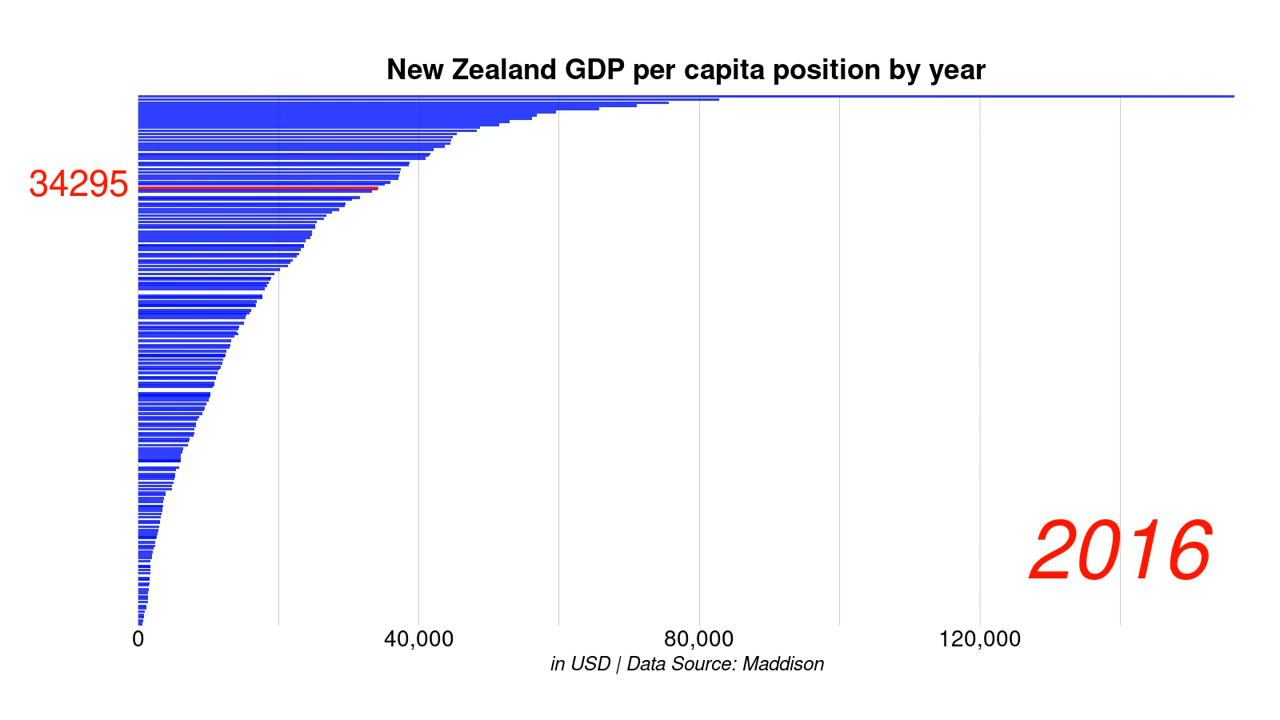 New Zealand GDP per capita position by year
34295
2016
0 40,000 80,000 120,000
in USD | Data Source: Maddison